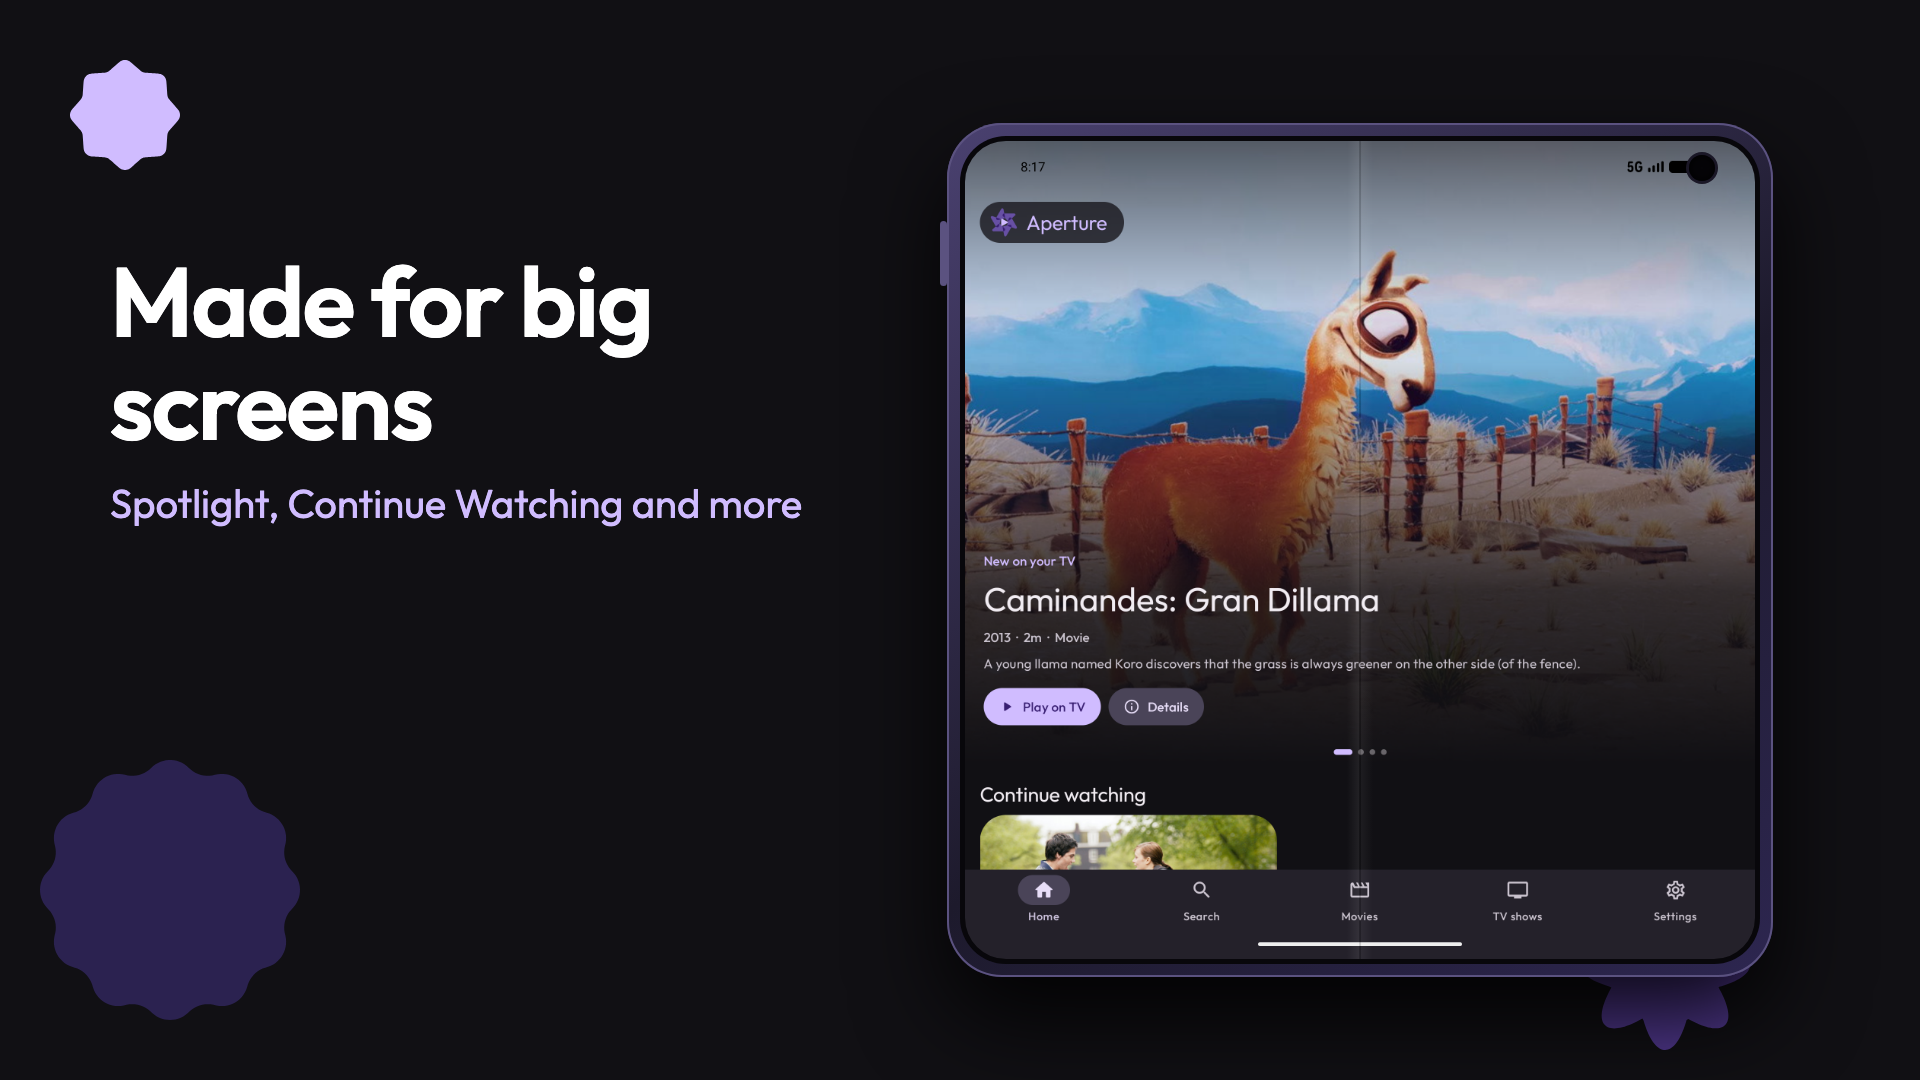 Made for big
screens
Spotlight, Continue Watching and more
8:17
5G
Aperture
New on your TV
Caminandes: Gran Dillama
2013 · 2m · Movie
A young llama named Koro discovers that the grass is always greener on the other side (of the fence).
Play on TV
Details
Continue watching
Home
Search
Movies
TV shows
Settings